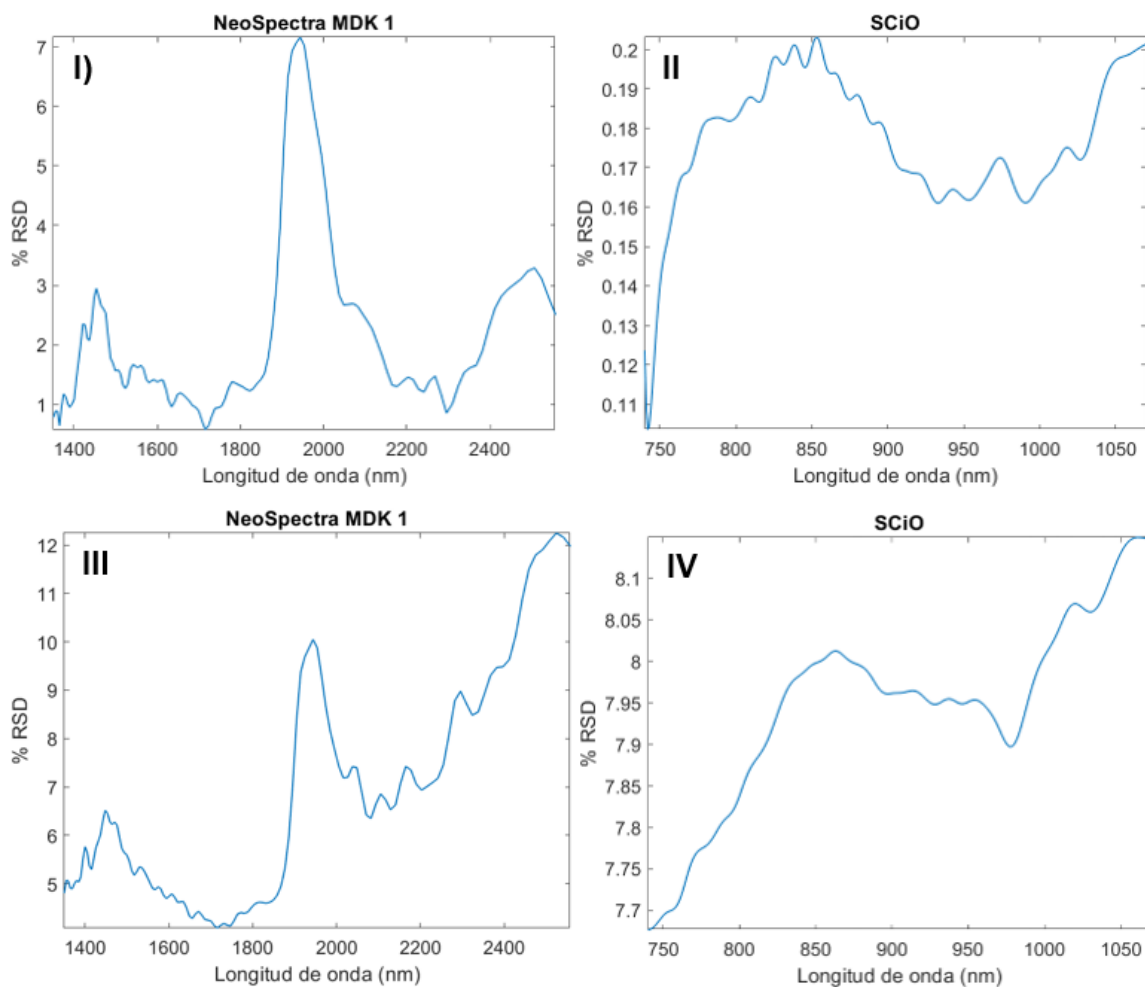 NeoSpectra MDK 1
I)
% RSD
7
6
5
4
3
2
1
1400 1600 1800 2000 2200 2400
Longitud de onda (nm)
SCiO
II
% RSD
0.2
0.19
0.18
0.17
0.16
0.15
0.14
0.13
0.12
0.11
750 800 850 900 950 1000 1050
Longitud de onda (nm)
NeoSpectra MDK 1
III
% RSD
12
11
10
9
8
7
6
5
1400 1600 1800 2000 2200 2400
Longitud de onda (nm)
SCiO
IV
% RSD
8.1
8.05
8
7.95
7.9
7.85
7.8
7.75
7.7
750 800 850 900 950 1000 1050
Longitud de onda (nm)